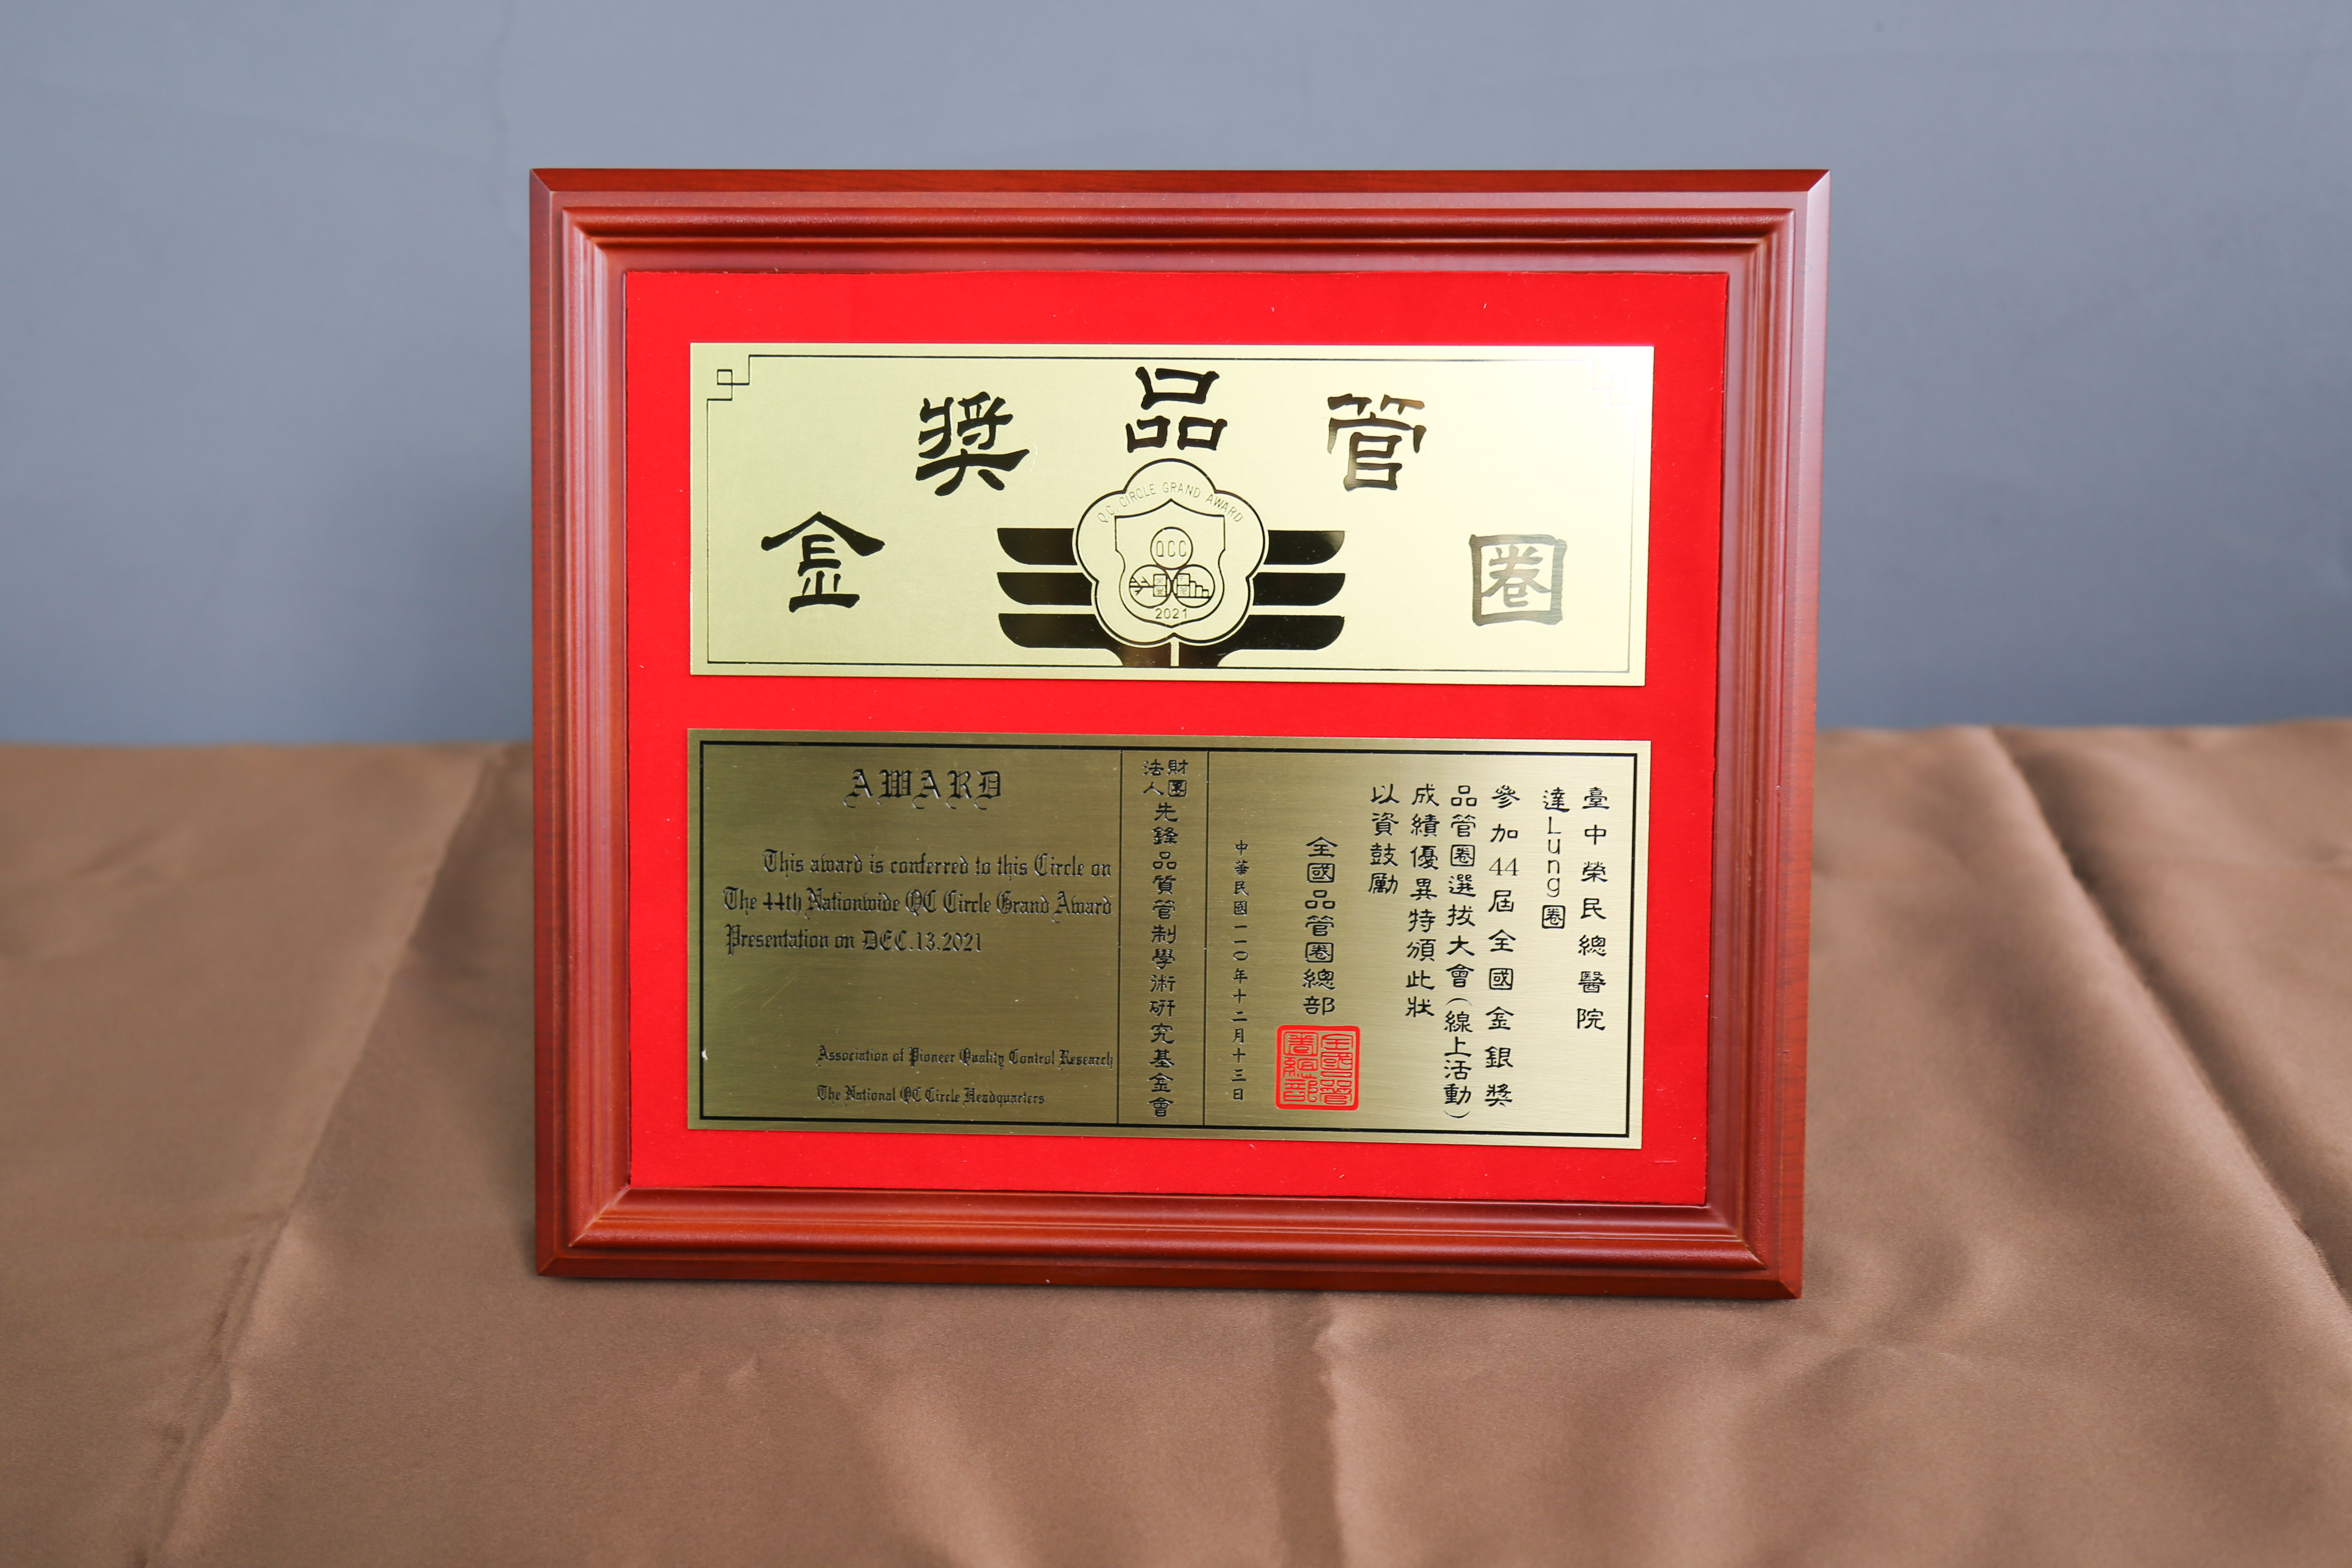 金獎品管圈
QC CIRCLE GRAND AWARD
QCC
2021
AWARD
This award is conferred to this Circle on
The 44th Nationwide QC Circle Grand Award
Presentation on DEC.13.2021
Association of Pioneer Quality Control Research
The National QC Circle Headquarters
臺中榮民總醫院
達Lung圈
參加44屆全國金銀獎
品管圈選拔大會(線上活動)
成績優異特頒此狀
以資鼓勵
全國品管圈總部
中華民國一一○年十二月十三日
財團法人先鋒品質管制學術研究基金會